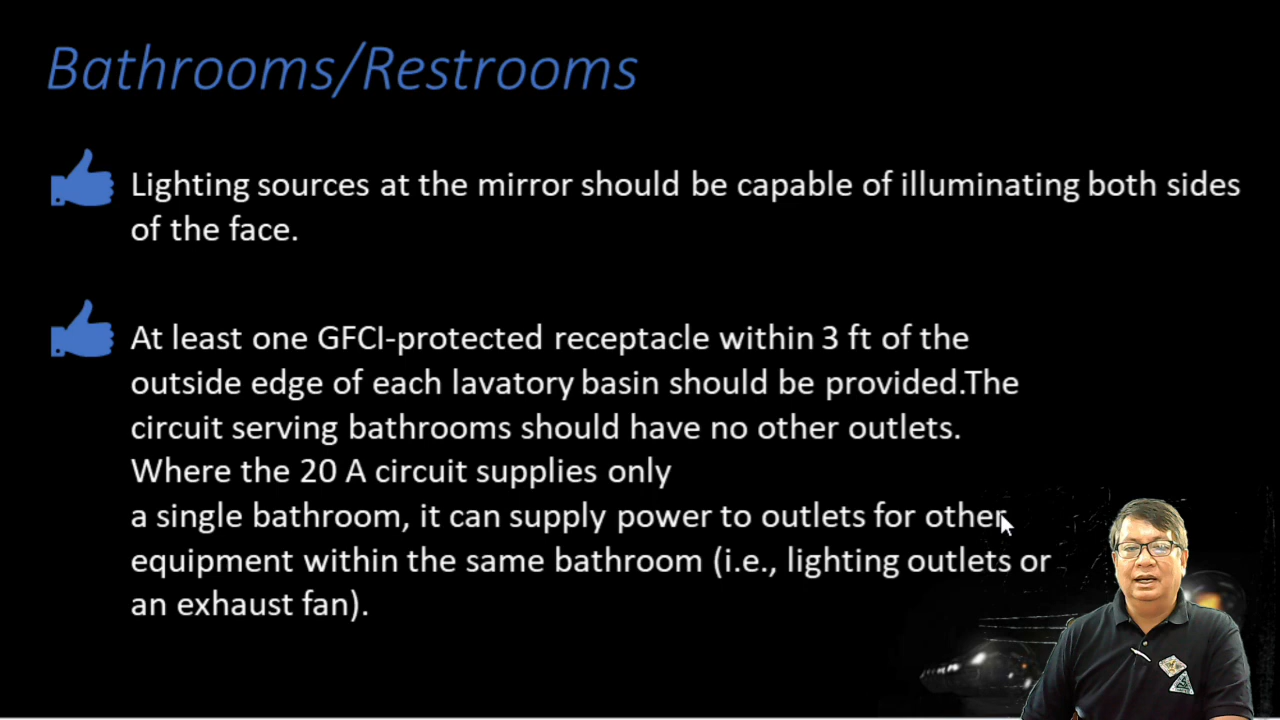 Bathrooms/Restrooms
Lighting sources at the mirror should be capable of illuminating both sides
of the face.
At least one GFCI-protected receptacle within 3 ft of the
outside edge of each lavatory basin should be provided.The
circuit serving bathrooms should have no other outlets.
Where the 20 A circuit supplies only
a single bathroom, it can supply power to outlets for other
equipment within the same bathroom (i.e., lighting outlets or
an exhaust fan).